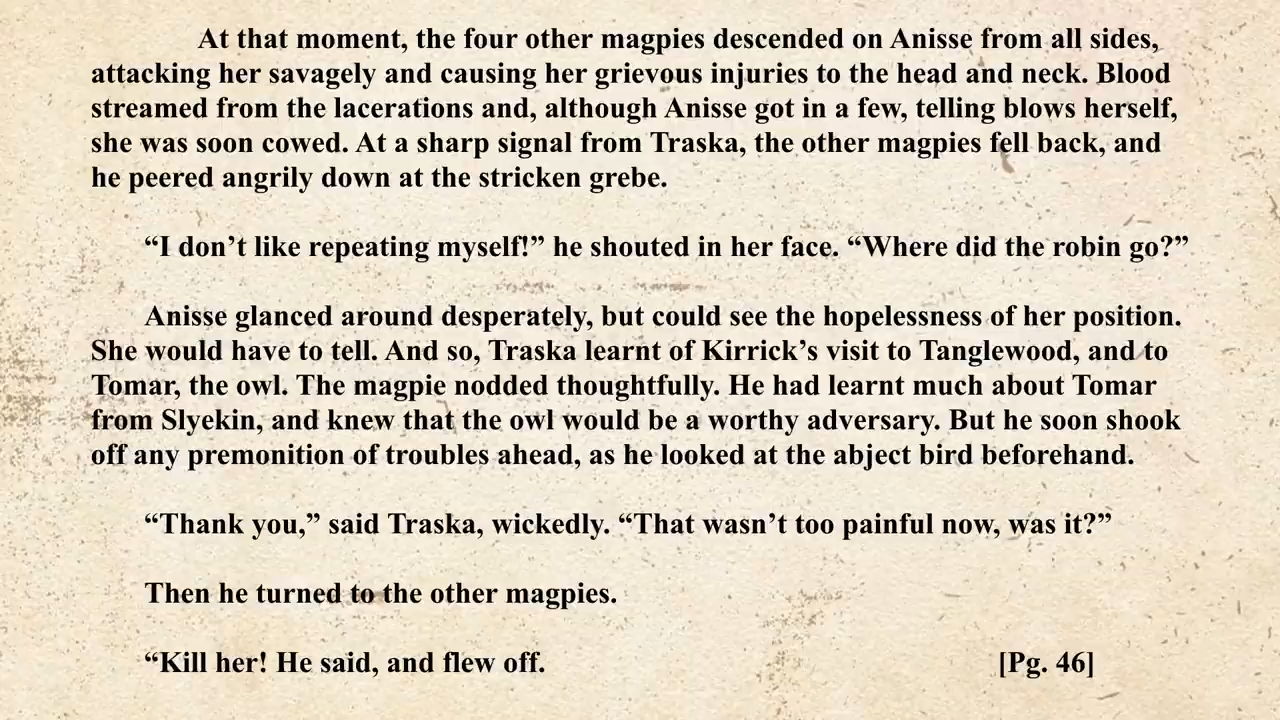 At that moment, the four other magpies descended on Anisse from all sides,
attacking her savagely and causing her grievous injuries to the head and neck. Blood
streamed from the lacerations and, although Anisse got in a few, telling blows herself,
she was soon cowed. At a sharp signal from Traska, the other magpies fell back, and
he peered angrily down at the stricken grebe.
“I don’t like repeating myself!” he shouted in her face. “Where did the robin go?”
Anisse glanced around desperately, but could see the hopelessness of her position.
She would have to tell. And so, Traska learnt of Kirrick’s visit to Tanglewood, and to
Tomar, the owl. The magpie nodded thoughtfully. He had learnt much about Tomar
from Slyekin, and knew that the owl would be a worthy adversary. But he soon shook
off any premonition of troubles ahead, as he looked at the abject bird beforehand.
“Thank you,” said Traska, wickedly. “That wasn’t too painful now, was it?”
Then he turned to the other magpies.
“Kill her! He said, and flew off. [Pg. 46]